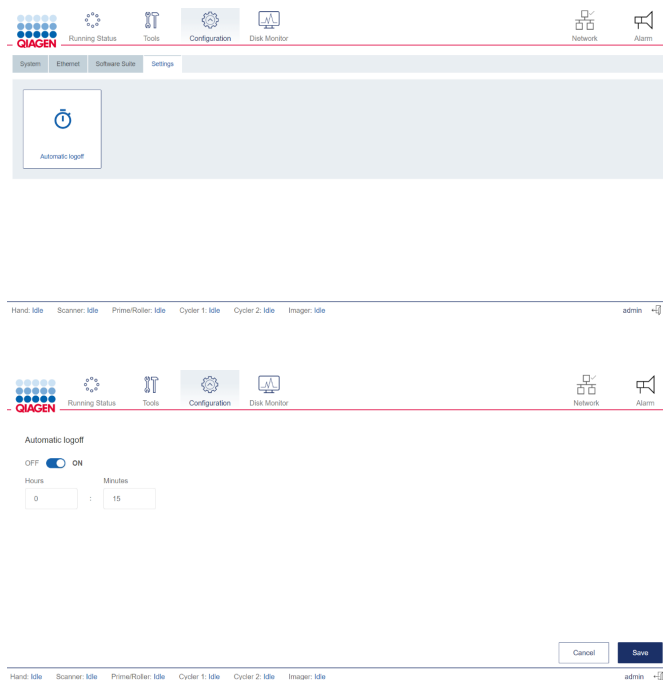 QIAGEN Running Status Tools Configuration Disk Monitor Network Alarm
System Ethernet Software Suite Settings
Automatic logoff
Hand: Idle Scanner: Idle Prime/Roller: Idle Cycler 1: Idle Cycler 2: Idle Imager: Idle admin
QIAGEN Running Status Tools Configuration Disk Monitor Network Alarm
Automatic logoff
OFF ON
Hours Minutes
0 : 15
Cancel Save
Hand: Idle Scanner: Idle Prime/Roller: Idle Cycler 1: Idle Cycler 2: Idle Imager: Idle admin